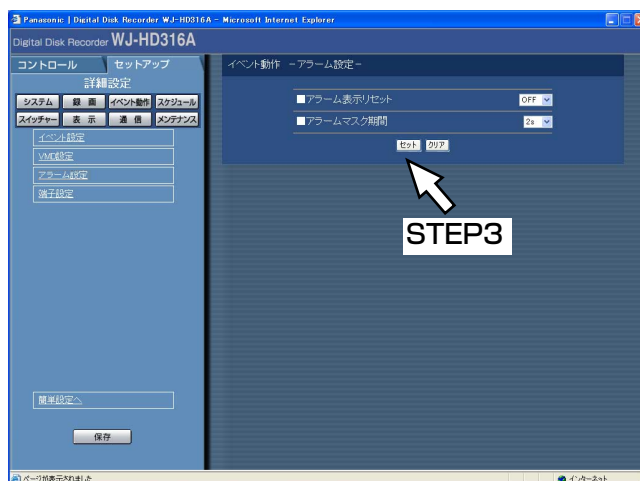 Panasonic | Digital Disk Recorder WJ-HD316A - Microsoft Internet Explorer
Digital Disk Recorder WJ-HD316A
コントロール セットアップ
詳細設定
システム 録 画 イベント動作 スケジュール
スイッチャー 表 示 通 信 メンテナンス
イベント設定
VMD設定
アラーム設定
端子設定
簡単設定へ
保存
イベント動作 －アラーム設定－
■アラーム表示リセット OFF
■アラームマスク期間 2s
セット クリア
STEP3
ページが表示されました
インターネット